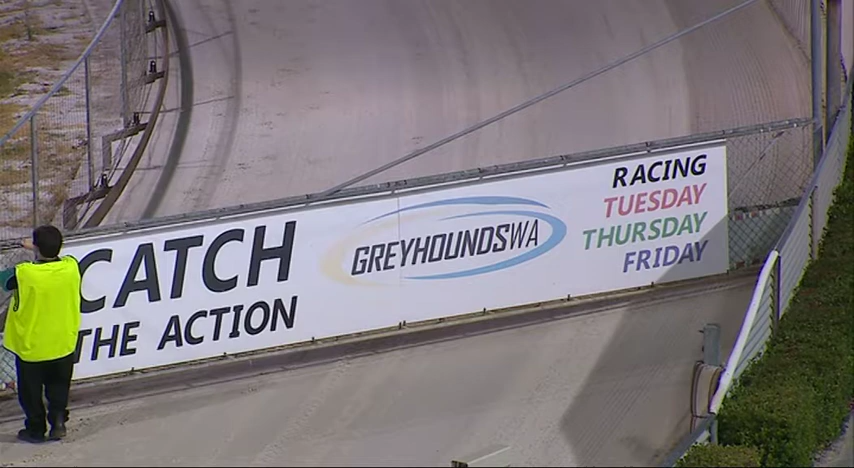 CATCH
THE ACTION
GREYHOUNDSWA
RACING
TUESDAY
THURSDAY
FRIDAY